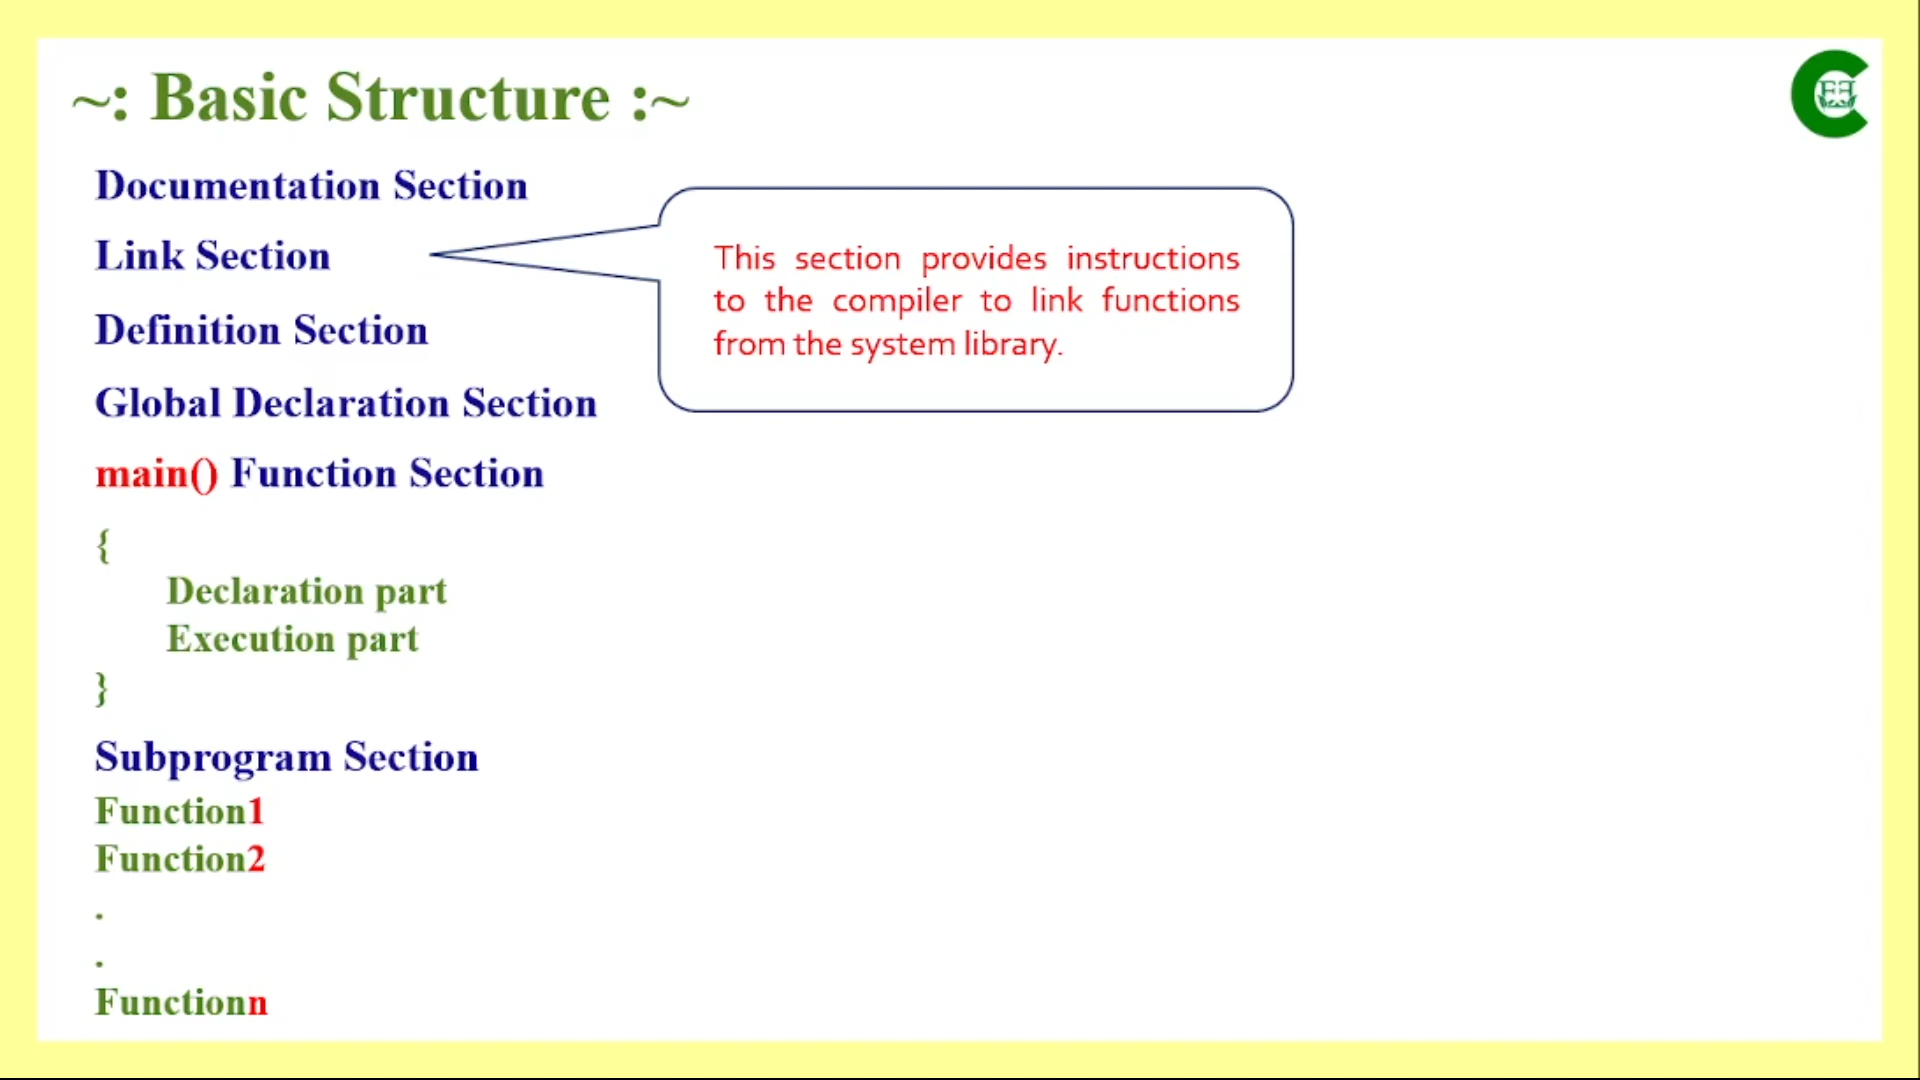 ~: Basic Structure :~
Documentation Section
Link Section
This section provides instructions
to the compiler to link functions
from the system library.
Definition Section
Global Declaration Section
main() Function Section
{
Declaration part
Execution part
}
Subprogram Section
Function1
Function2
.
.
Functionn